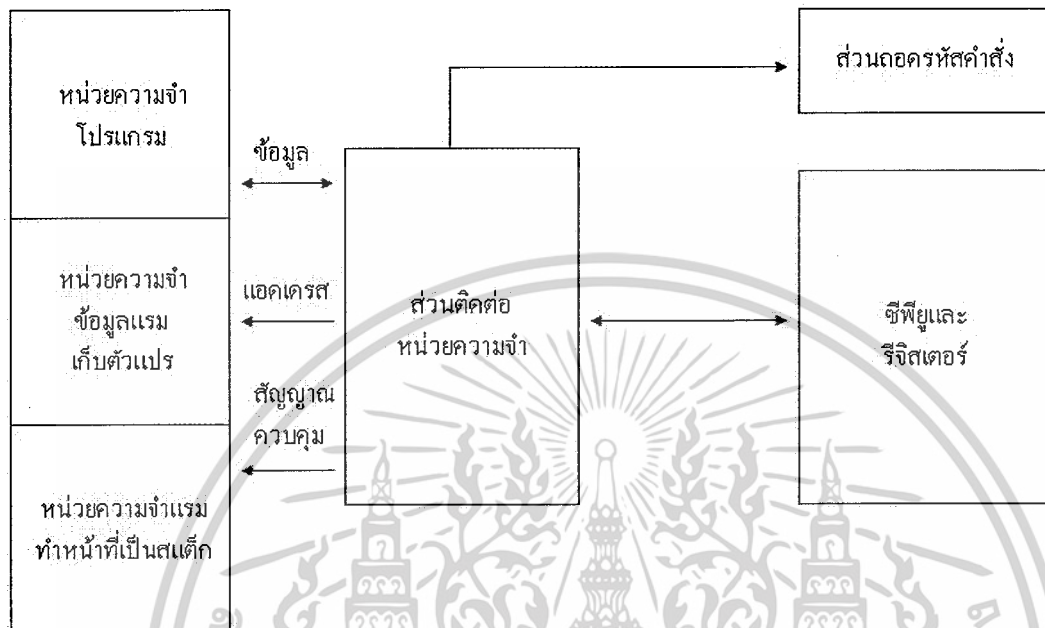 หน่วยความจำ
โปรแกรม
หน่วยความจำ
ข้อมูลแรม
เก็บตัวแปร
หน่วยความจำแรม
ทำหน้าที่เป็นสแต็ก
ข้อมูล
แอดเดรส
สัญญาณ
ควบคุม
ส่วนติดต่อ
หน่วยความจำ
ส่วนถอดรหัสคำสั่ง
ซีพียูและ
รีจิสเตอร์